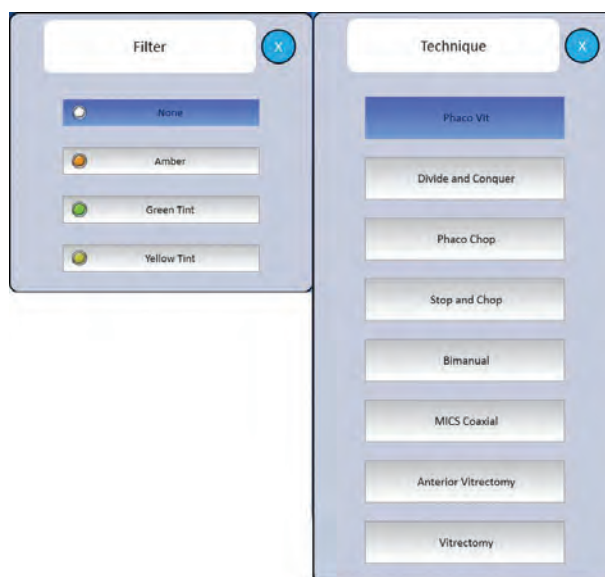 Filter
X
None
Amber
Green Tint
Yellow Tint
Technique
X
Phaco Vit
Divide and Conquer
Phaco Chop
Stop and Chop
Bimanual
MICS Coaxial
Anterior Vitrectomy
Vitrectomy